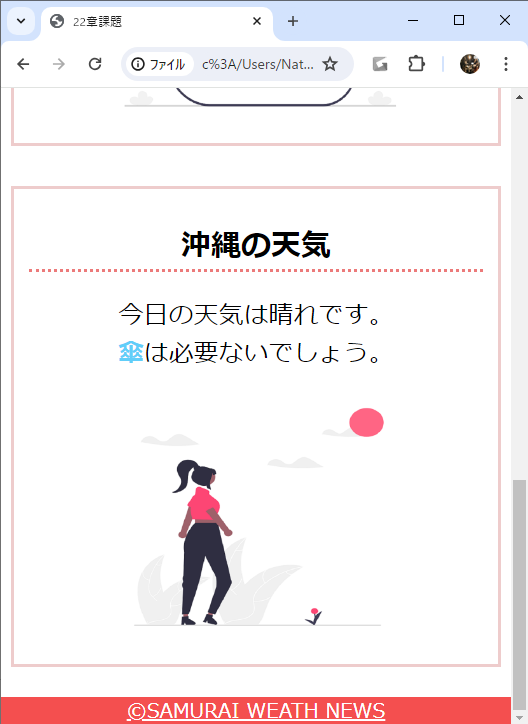 22章課題
ファイル
c%3A/Users/Nat...
沖縄の天気
今日の天気は晴れです。
傘は必要ないでしょう。
©SAMURAI WEATH NEWS